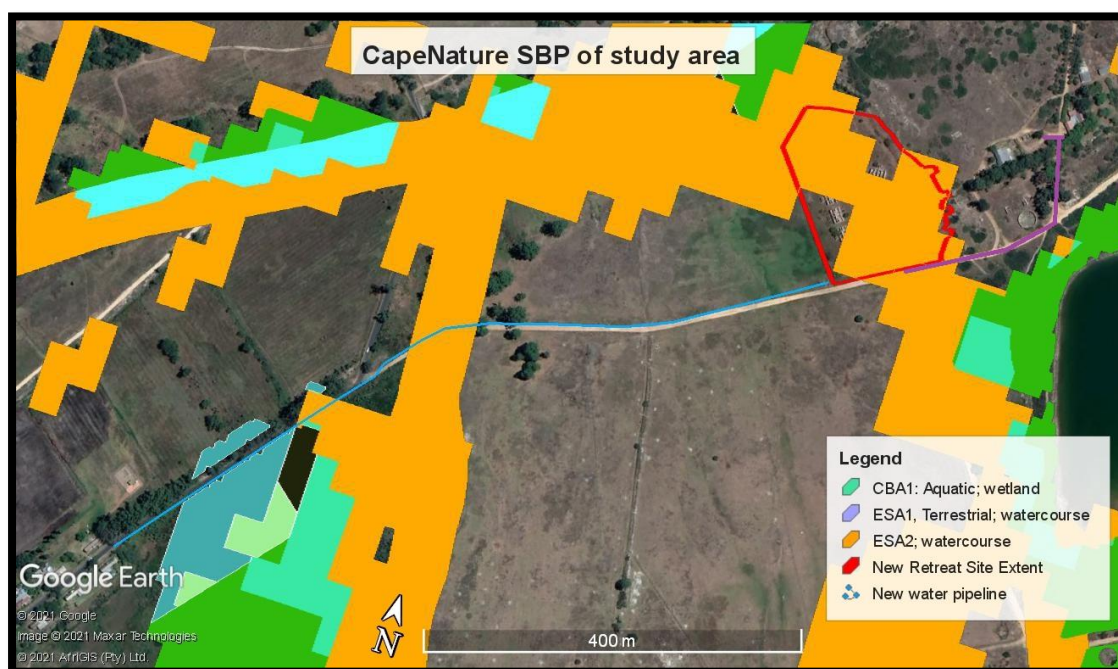 CapeNature SBP of study area
Legend
CBA1: Aquatic; wetland
ESA1, Terrestrial; watercourse
ESA2; watercourse
New Retreat Site Extent
New water pipeline
Google Earth
© 2021 Google
Image © 2021 Maxar Technologies
© 2021 AfriGIS (Pty) Ltd.
N
400 m